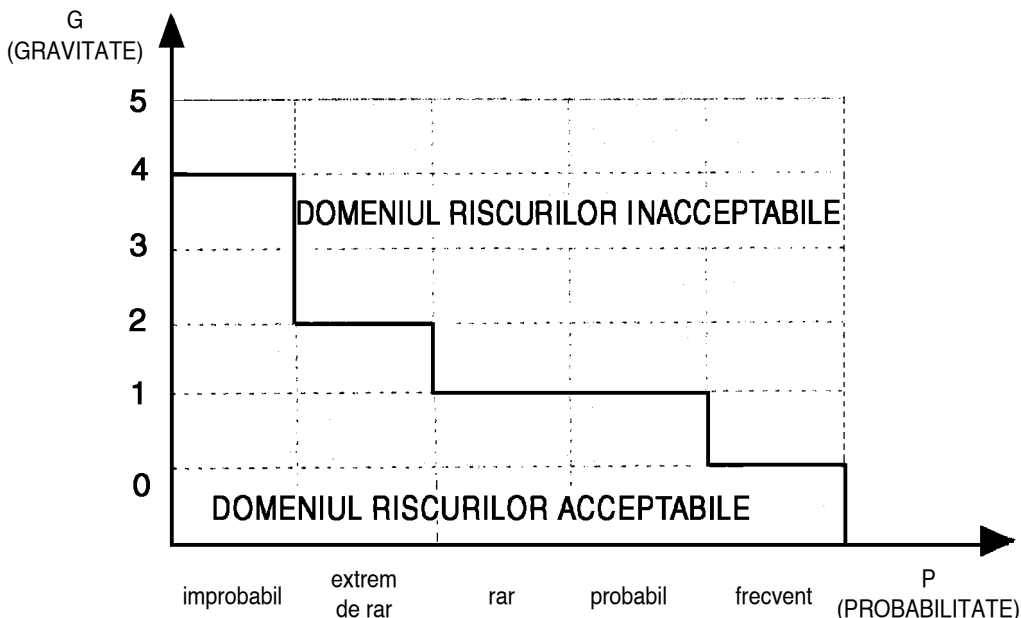 G
(GRAVITATE)
5
4
DOMENIUL RISCURILOR INACCEPTABILE
3
2
1
0
DOMENIUL RISCURILOR ACCEPTABILE
improbabil
extrem
de rar
rar
probabil
frecvent
P
(PROBABILITATE)